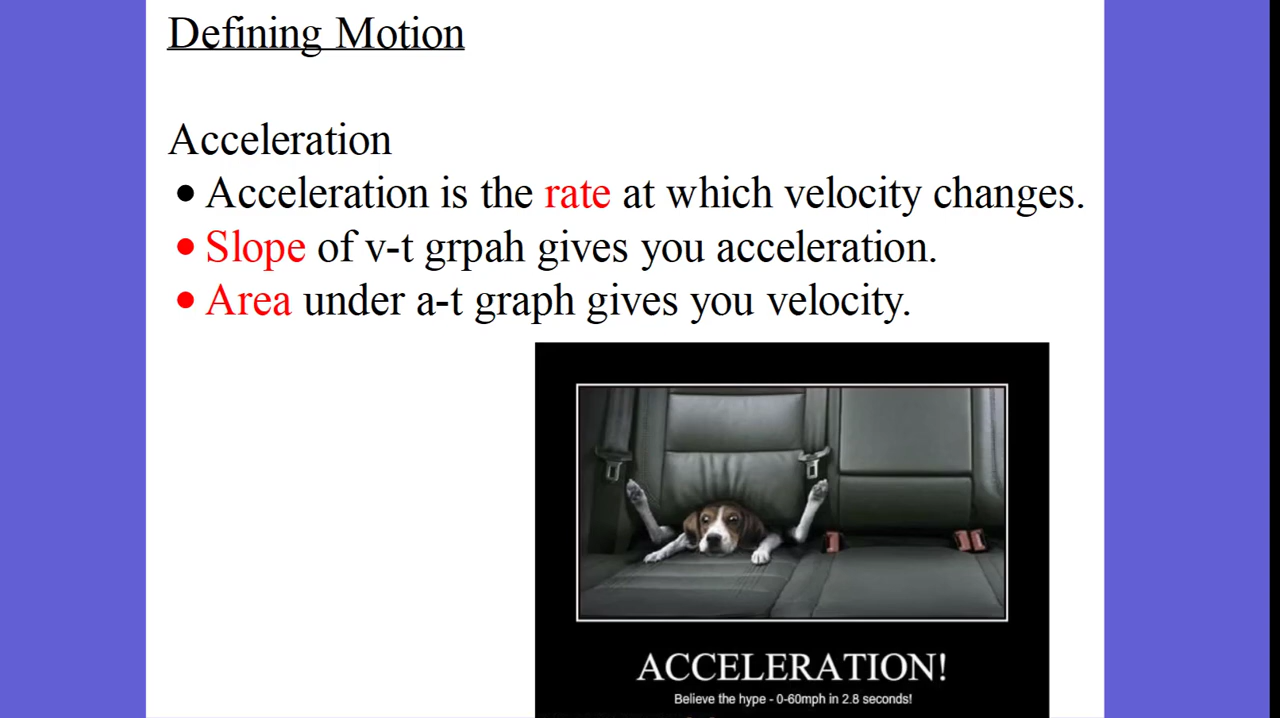 Defining Motion
Acceleration
• Acceleration is the rate at which velocity changes.
• Slope of v-t grpah gives you acceleration.
• Area under a-t graph gives you velocity.
ACCELERATION!
Believe the hype - 0-60mph in 2.8 seconds!